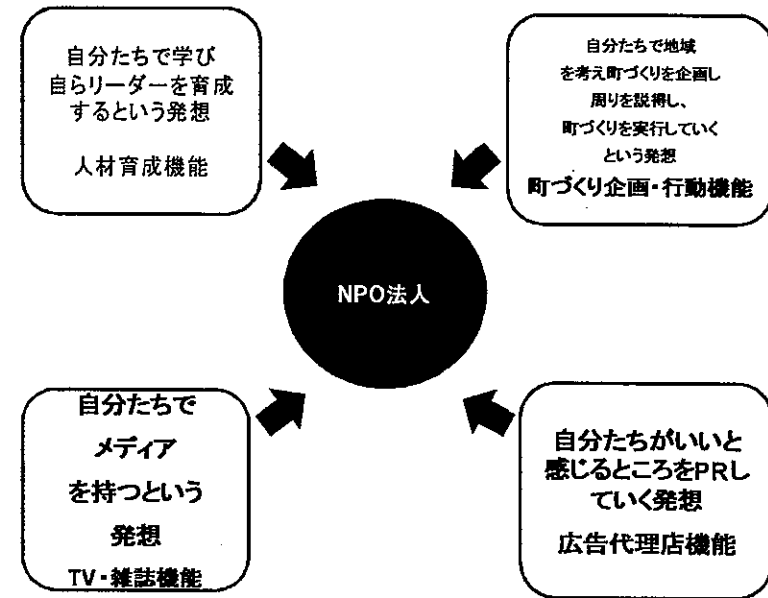 自分たちで学び
自らリーダーを育成
するという発想
人材育成機能
自分たちで地域
を考え町づくりを企画し
周りを説得し、
町づくりを実行していく
という発想
町づくり企画・行動機能
NPO法人
自分たちで
メディア
を持つという
発想
TV・雑誌機能
自分たちがいいと
感じるところをPRし
ていく発想
広告代理店機能